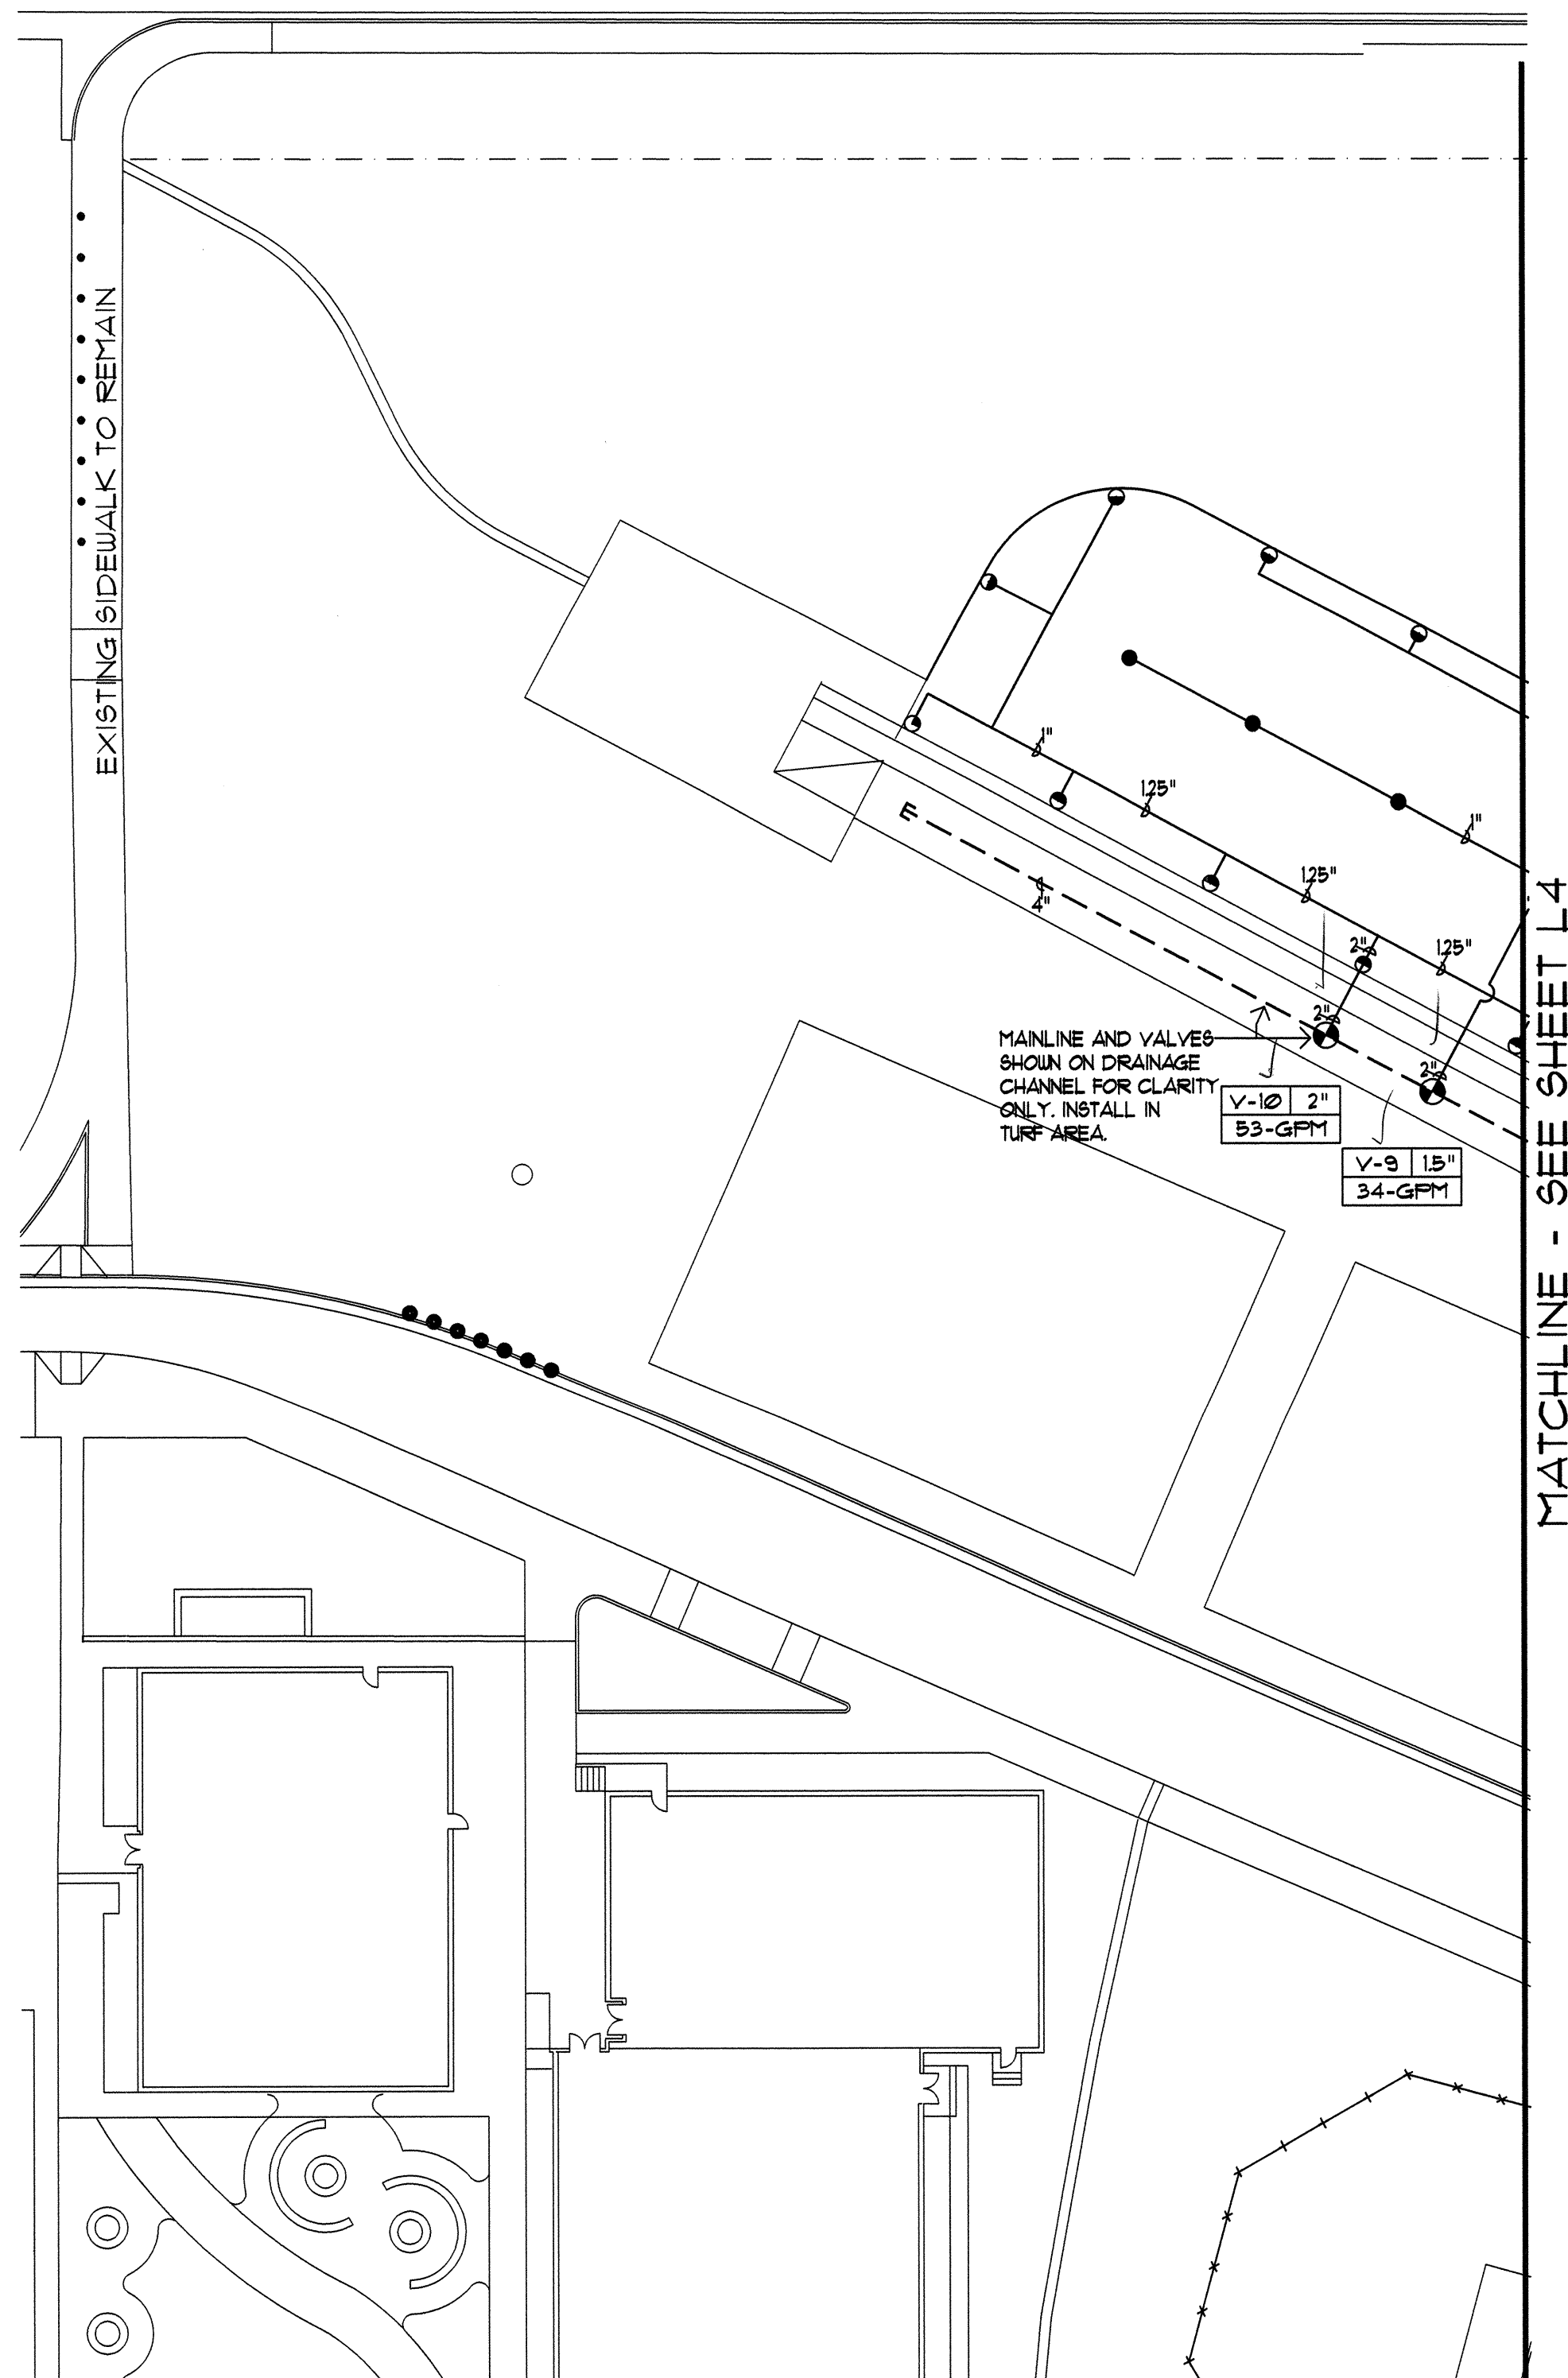 EXISTING SIDEWALK TO REMAIN
1"
1.25"
1"
1.25"
4"
2"
1.25"
2"
2"
MAINLINE AND VALVES
SHOWN ON DRAINAGE
CHANNEL FOR CLARITY
ONLY. INSTALL IN
TURF AREA.
V-10 2"
53-GPM
V-9 1.5"
34-GPM
E
MATCHLINE - SEE SHEET L4